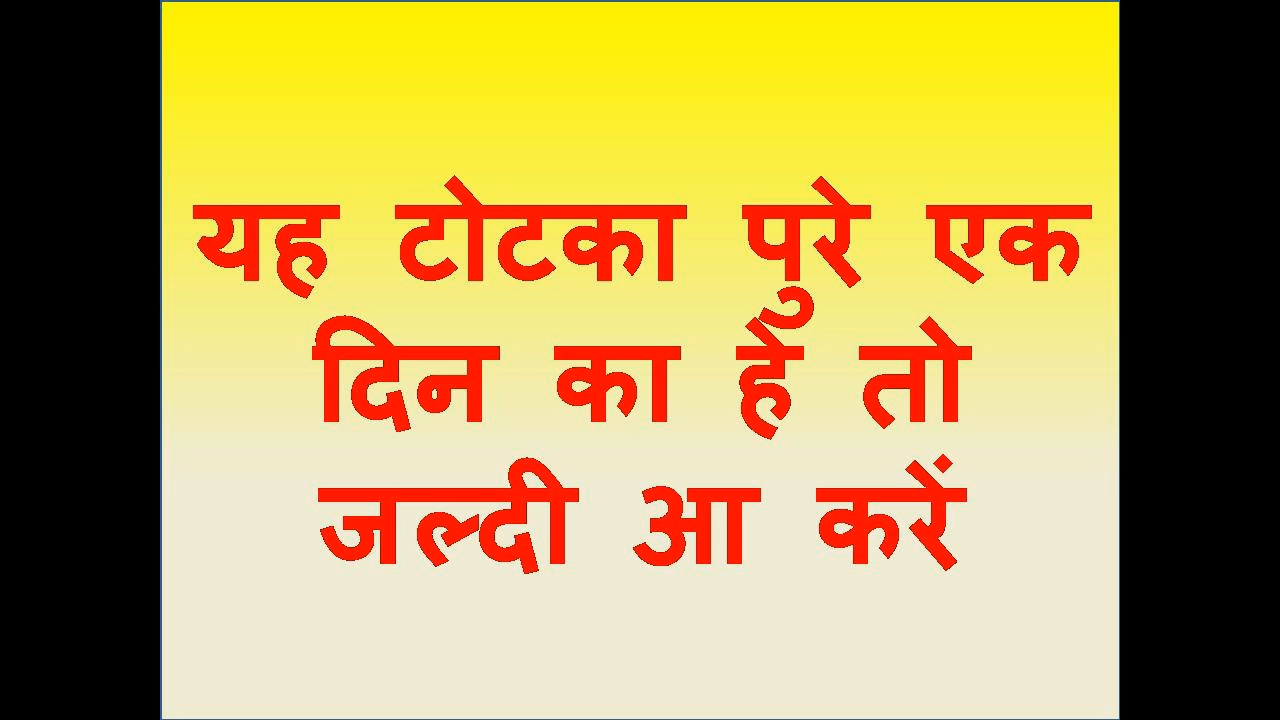 यह टोटका पुरे एक
दिन का हे तो
जल्दी आ करें